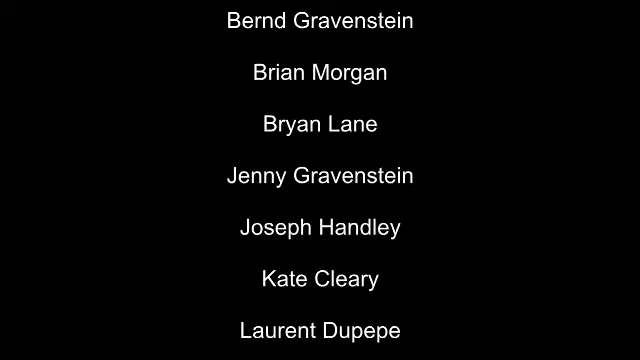 Bernd Gravenstein
Brian Morgan
Bryan Lane
Jenny Gravenstein
Joseph Handley
Kate Cleary
Laurent Dupepe